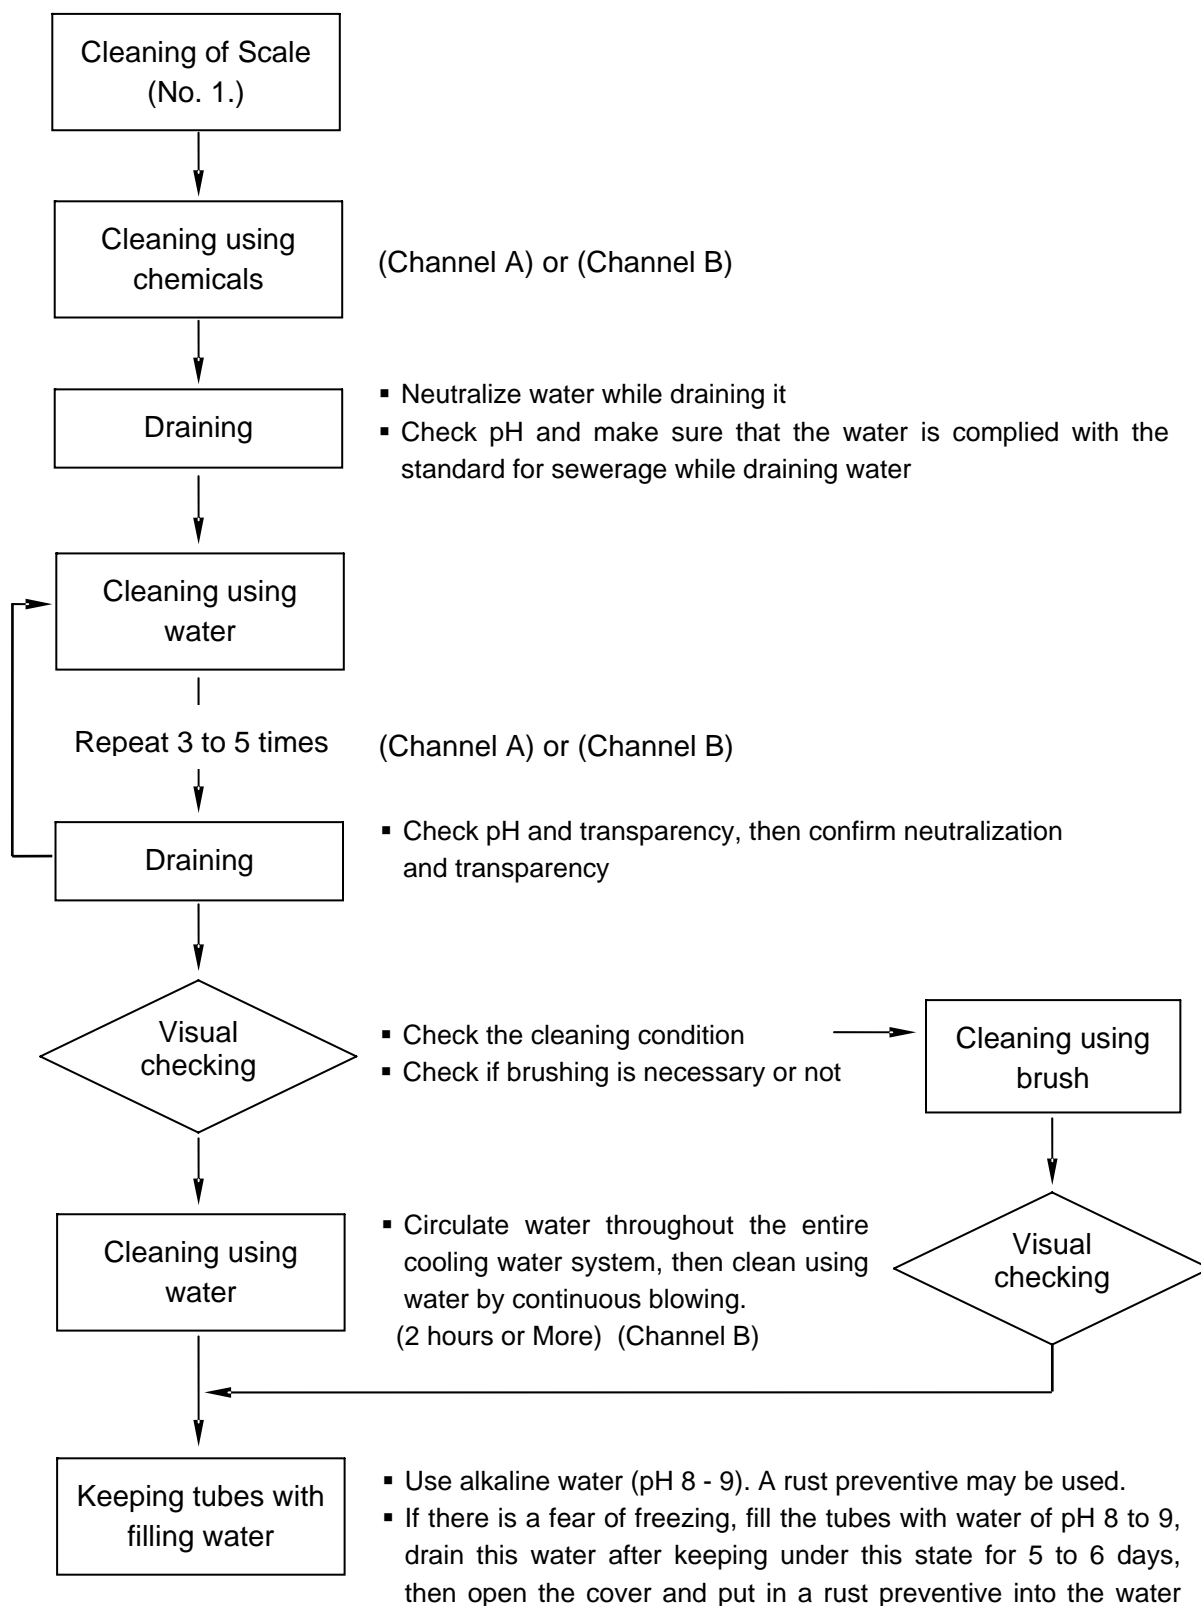 Cleaning of Scale
(No. 1.)
Cleaning using
chemicals
(Channel A) or (Channel B)
Draining
▪ Neutralize water while draining it
▪ Check pH and make sure that the water is complied with the
standard for sewerage while draining water
Cleaning using
water
Repeat 3 to 5 times
(Channel A) or (Channel B)
Draining
▪ Check pH and transparency, then confirm neutralization
and transparency
Visual
checking
▪ Check the cleaning condition
▪ Check if brushing is necessary or not
Cleaning using
brush
Cleaning using
water
▪ Circulate water throughout the entire
cooling water system, then clean using
water by continuous blowing.
(2 hours or More) (Channel B)
Visual
checking
Keeping tubes with
filling water
▪ Use alkaline water (pH 8 - 9). A rust preventive may be used.
▪ If there is a fear of freezing, fill the tubes with water of pH 8 to 9,
drain this water after keeping under this state for 5 to 6 days,
then open the cover and put in a rust preventive into the water